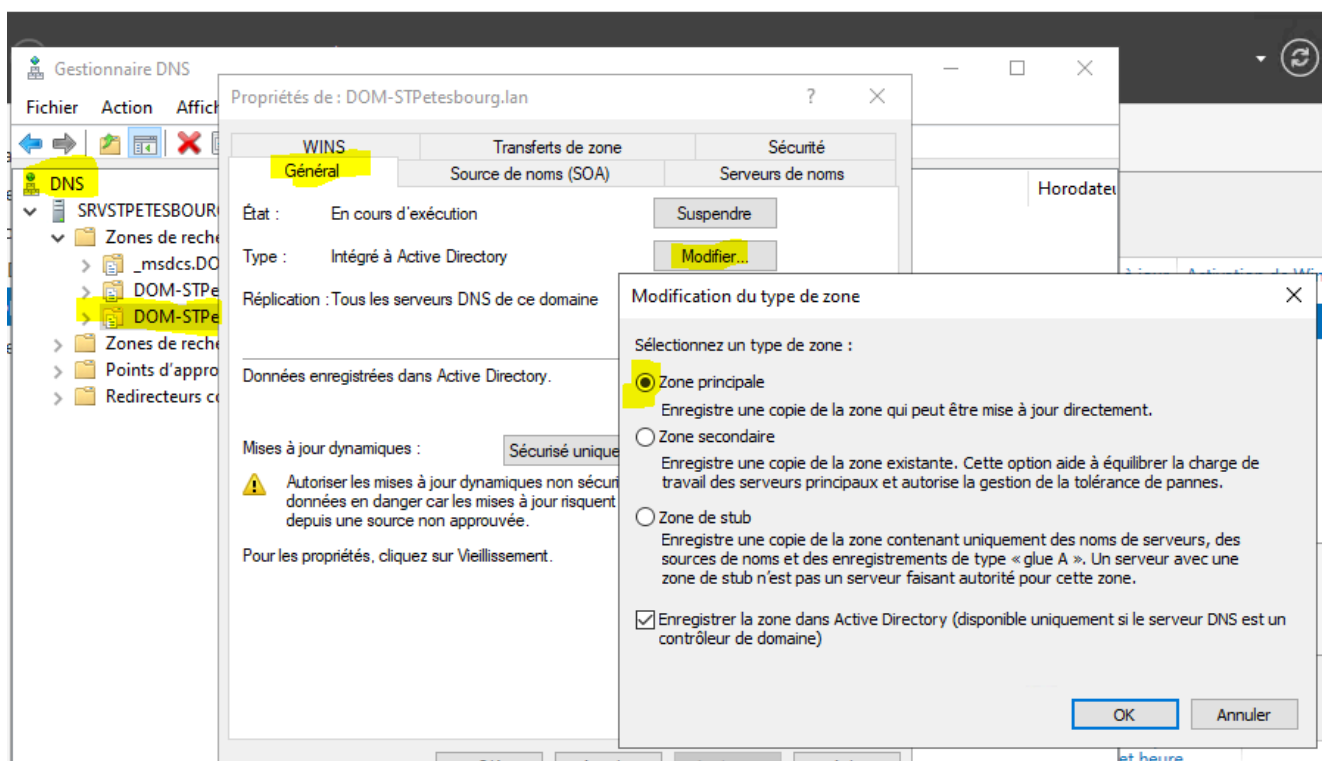 Gestionnaire DNS
Fichier Action Affich
DNS
SRVSTPETESBOUR
Zones de reche
_msdcs.DO
DOM-STPe
DOM-STPe
Zones de reche
Points d'appro
Redirecteurs co
Horodateu
Propriétés de : DOM-STPetesbourg.lan
WINS Transferts de zone Sécurité
Général Source de noms (SOA) Serveurs de noms
État : En cours d'exécution Suspendre
Type : Intégré à Active Directory Modifier...
Réplication : Tous les serveurs DNS de ce domaine
Données enregistrées dans Active Directory.
Mises à jour dynamiques : Sécurisé unique
Autoriser les mises à jour dynamiques non sécuri
données en danger car les mises à jour risquent
depuis une source non approuvée.
Pour les propriétés, cliquez sur Vieillissement.
Modification du type de zone
Sélectionnez un type de zone :
Zone principale
Enregistre une copie de la zone qui peut être mise à jour directement.
Zone secondaire
Enregistre une copie de la zone existante. Cette option aide à équilibrer la charge de
travail des serveurs principaux et autorise la gestion de la tolérance de pannes.
Zone de stub
Enregistre une copie de la zone contenant uniquement des noms de serveurs, des
sources de noms et des enregistrements de type « glue A ». Un serveur avec une
zone de stub n'est pas un serveur faisant autorité pour cette zone.
Enregistrer la zone dans Active Directory (disponible uniquement si le serveur DNS est un
contrôleur de domaine)
OK Annuler
et heure